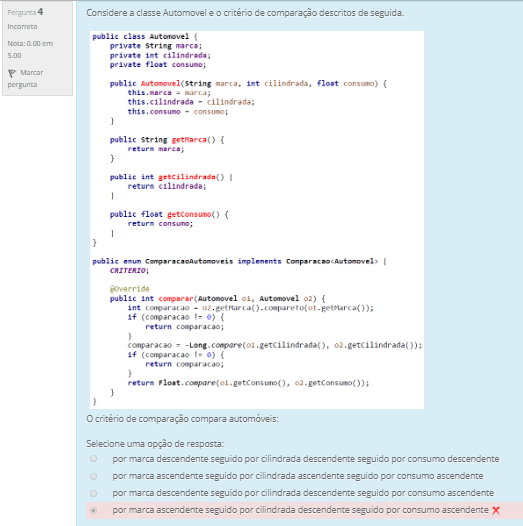 Pergunta 4
Incorreto
Nota: 0.00 em
5.00
Marcar
pergunta
Considere a classe Automovel e o critério de comparação descritos de seguida.
public class Automovel {
private String marca;
private int cilindrada;
private float consumo;
public Automovel(String marca, int cilindrada, float consumo) {
this.marca = marca;
this.cilindrada = cilindrada;
this.consumo = consumo;
}
public String getMarca() {
return marca;
}
public int getCilindrada() {
return cilindrada;
}
public float getConsumo() {
return consumo;
}
}
public enum ComparacaoAutomoveis implements Comparacao<Automovel> {
CRITERIO;
@Override
public int comparar(Automovel o1, Automovel o2) {
int comparacao = o2.getMarca().compareTo(o1.getMarca());
if (comparacao != 0) {
return comparacao;
}
comparacao = -Long.compare(o1.getCilindrada(), o2.getCilindrada());
if (comparacao != 0) {
return comparacao;
}
return Float.compare(o1.getConsumo(), o2.getConsumo());
}
}
O critério de comparação compara automóveis:
Selecione uma opção de resposta:
por marca descendente seguido por cilindrada descendente seguido por consumo descendente
por marca ascendente seguido por cilindrada ascendente seguido por consumo ascendente
por marca descendente seguido por cilindrada descendente seguido por consumo ascendente
por marca ascendente seguido por cilindrada descendente seguido por consumo ascendente